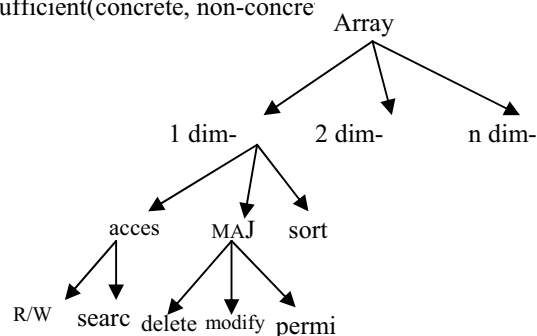 ufficient(concrete, non-concre
Array
1 dim- 2 dim- n dim-
acces MAJ sort
R/W searc delete modify permi